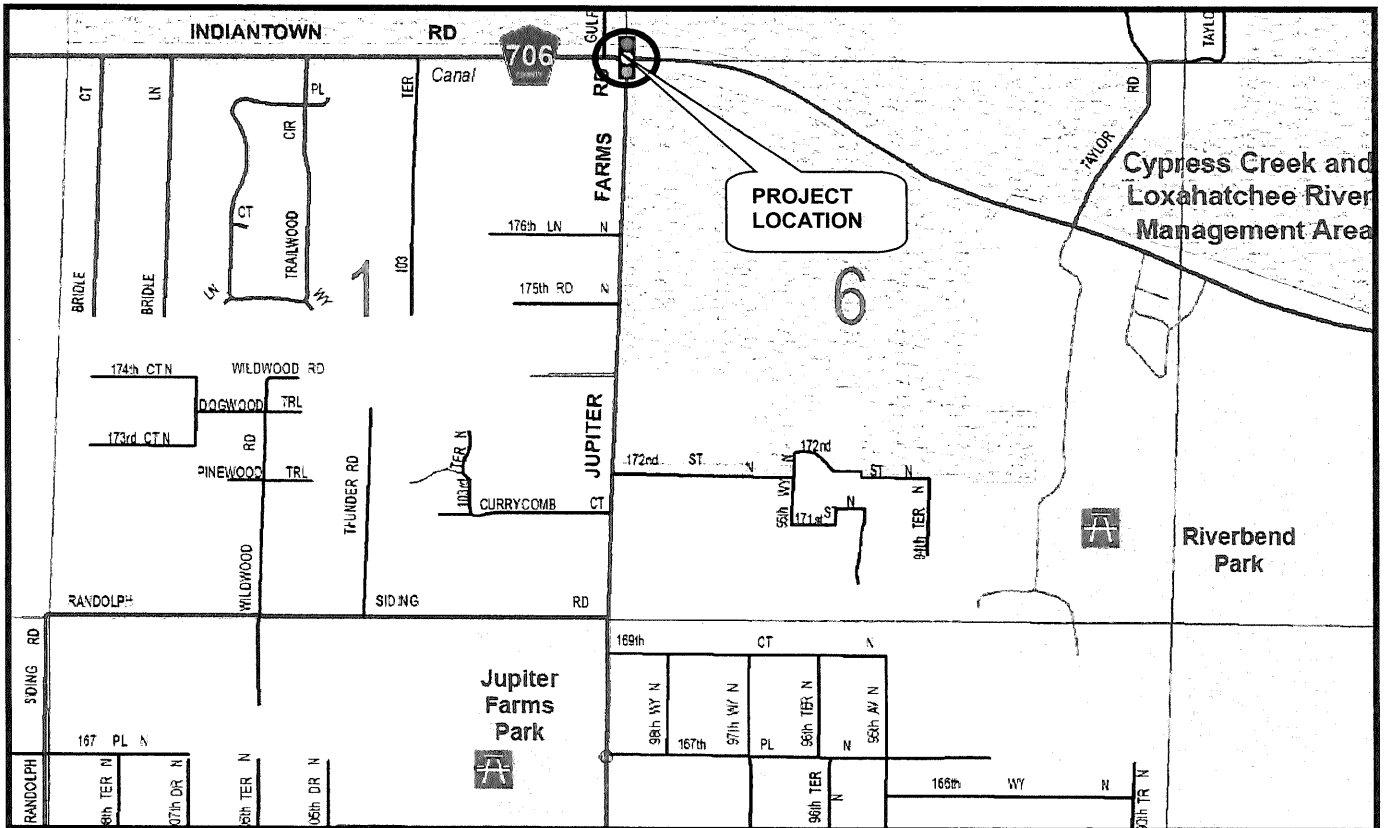 INDIANTOWN RD
706
COUNTY
GULF
Canal
TAYLOR RD
Cypress Creek and
Loxahatchee River
Management Area
PROJECT
LOCATION
BRIDLE CT
BRIDLE LN
PL
CIR
TRAILWOOD
CT
LN
WY
1
103 TER
JUPITER FARMS RD
176th LN N
175th RD N
6
174th CT N
WILDWOOD RD
DOGWOOD TRL
173rd CT N
PINEWOOD TRL
WILDWOOD RD
THUNDER RD
103rd TER N
CURRYCOMB CT
172nd ST N
172nd ST N
WY N
171st ST N
94th TER N
Riverbend
Park
RANDOLPH SIDING RD
RANDOLPH SIDING RD
169th CT N
Jupiter
Farms
Park
98th WY N
97th WY N
96th TER N
95th AV N
167 PL N
167th PL N
96th TER N
166th WY N
TER N
07th DR N
TER N
05th DR N
TR N